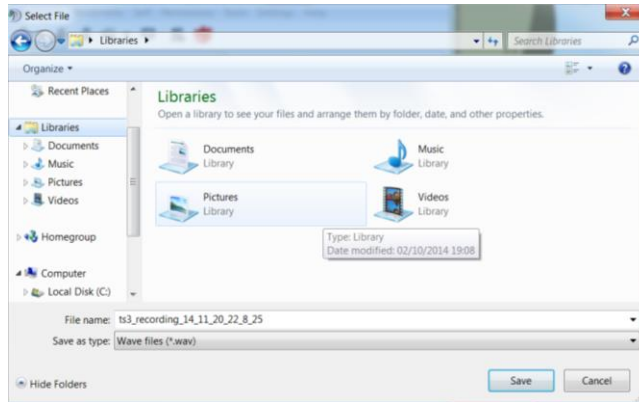 Select File
Libraries
Search Libraries
Organize
Recent Places
Libraries
Documents
Music
Pictures
Videos
Homegroup
Computer
Local Disk (C:)
Libraries
Open a library to see your files and arrange them by folder, date, and other properties.
Documents
Library
Music
Library
Pictures
Library
Videos
Library
Type: Library
Date modified: 02/10/2014 19:08
File name: ts3_recording_14_11_20_22_8_25
Save as type: Wave files (*.wav)
Hide Folders
Save
Cancel